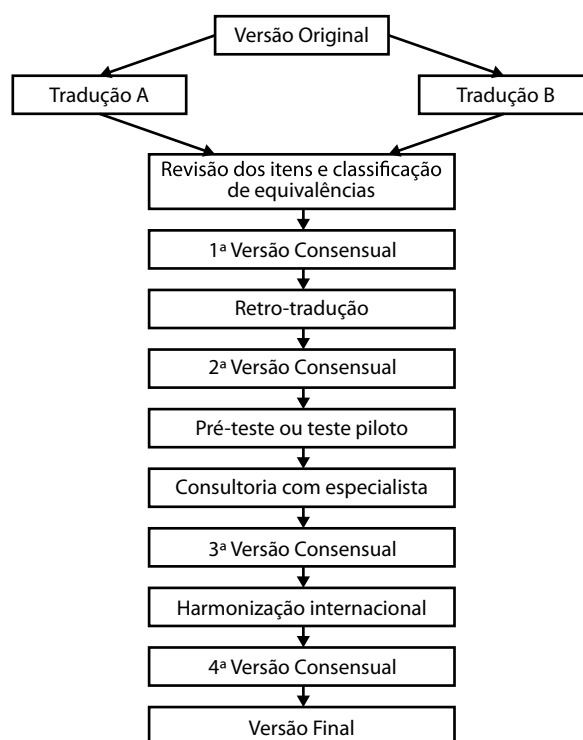 Versão Original
Tradução A
Tradução B
Revisão dos itens e classificação
de equivalências
1ª Versão Consensual
Retro-tradução
2ª Versão Consensual
Pré-teste ou teste piloto
Consultoria com especialista
3ª Versão Consensual
Harmonização internacional
4ª Versão Consensual
Versão Final